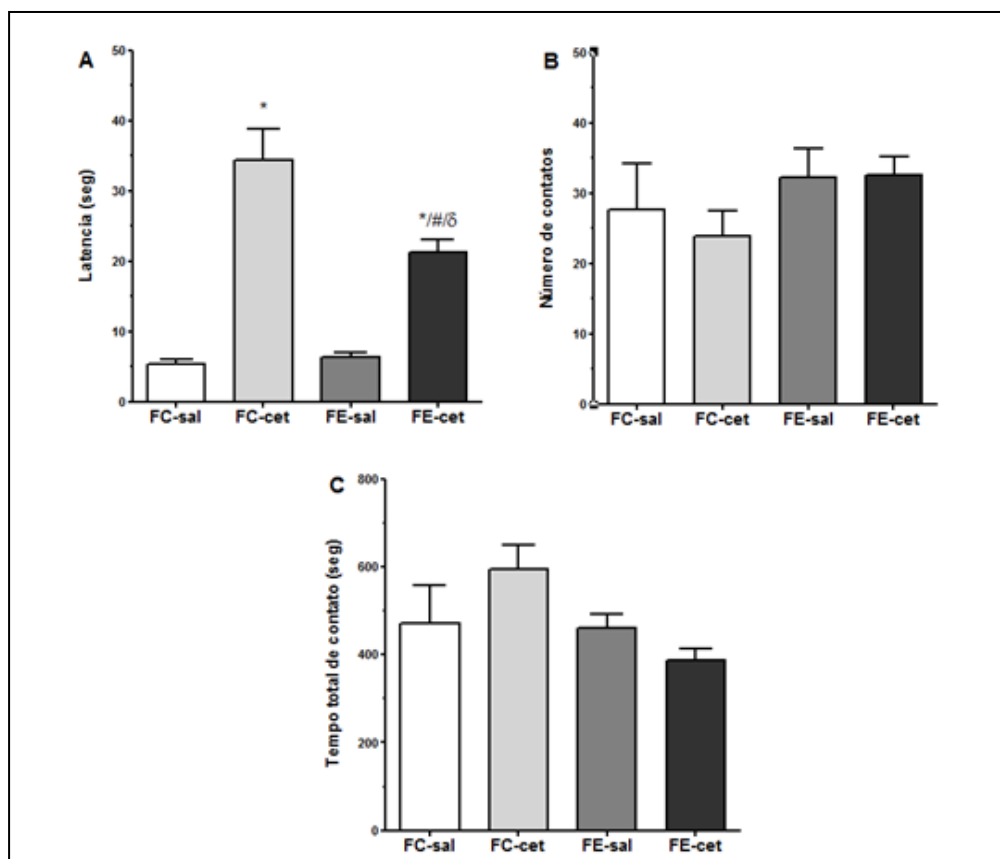 A
Latencia (seg)
50
40
30
20
10
0
*
*/#/δ
FC-sal FC-cet FE-sal FE-cet
B
Número de contatos
50
40
30
20
10
0
FC-sal FC-cet FE-sal FE-cet
C
Tempo total de contato (seg)
800
600
400
200
0
FC-sal FC-cet FE-sal FE-cet